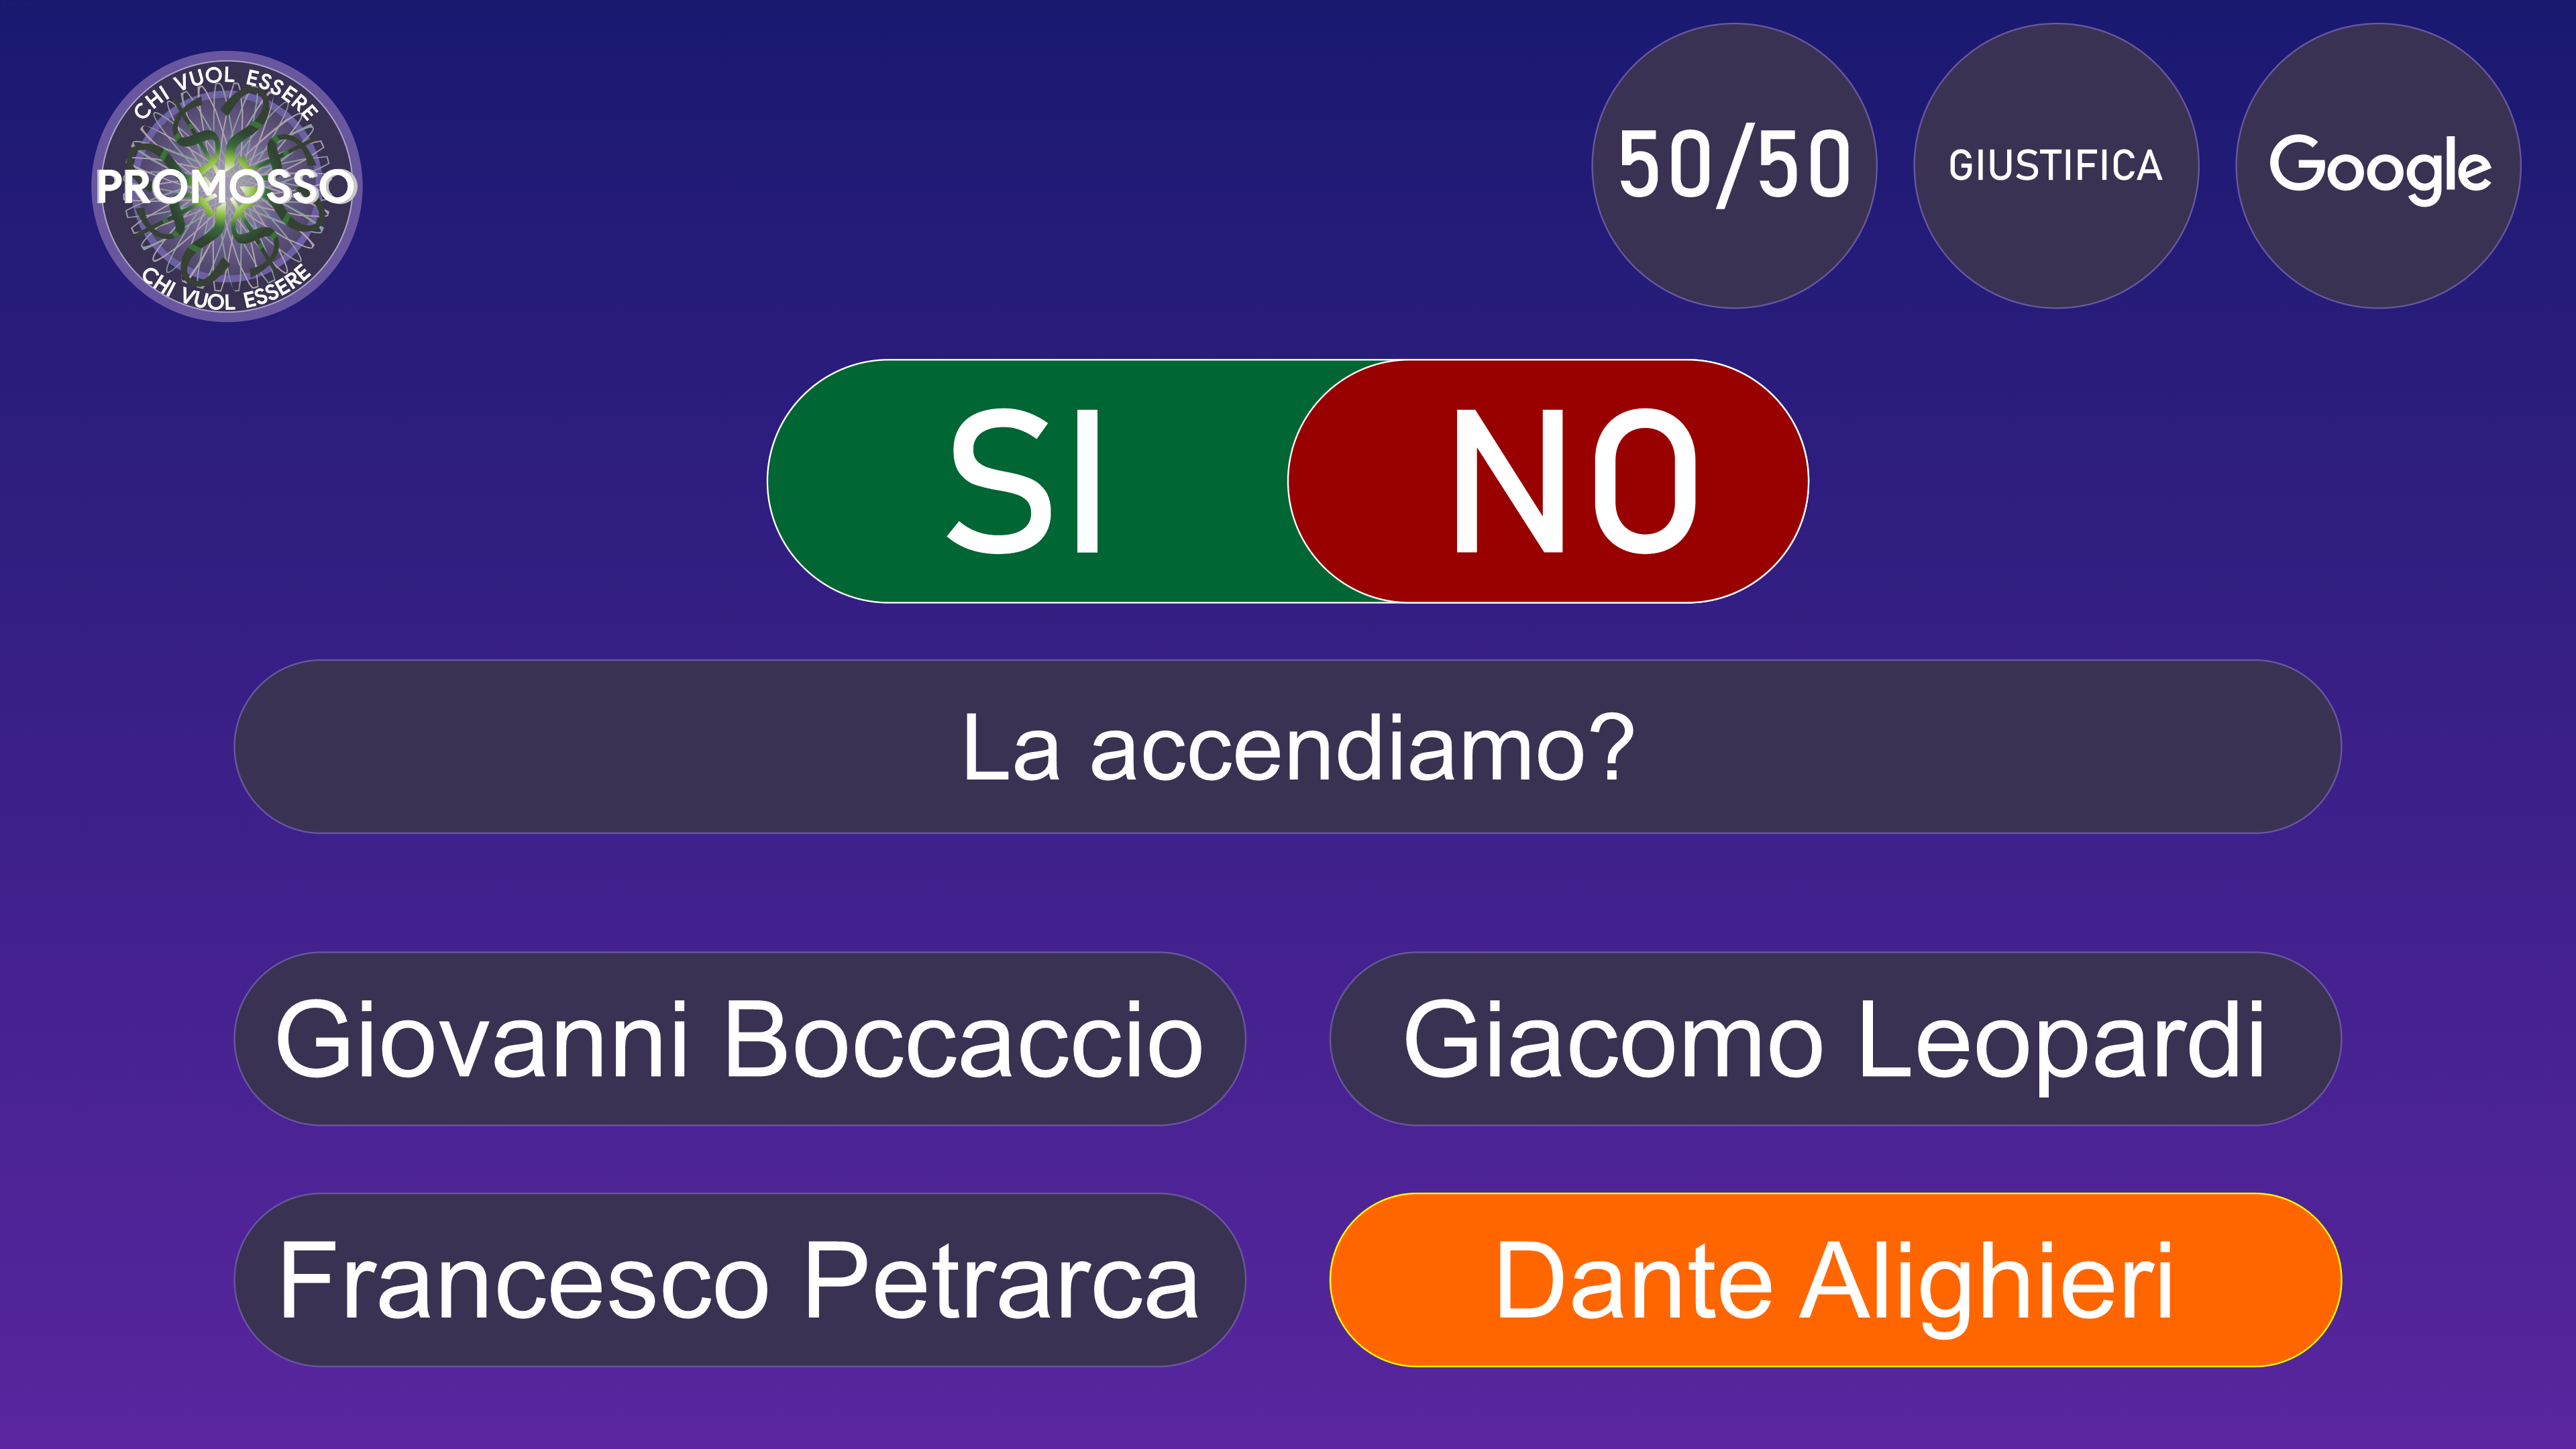 CHI VUOL ESSERE
PROMOSSO
CHI VUOL ESSERE
50/50
GIUSTIFICA
Google
SI
NO
La accendiamo?
Giovanni Boccaccio
Giacomo Leopardi
Francesco Petrarca
Dante Alighieri